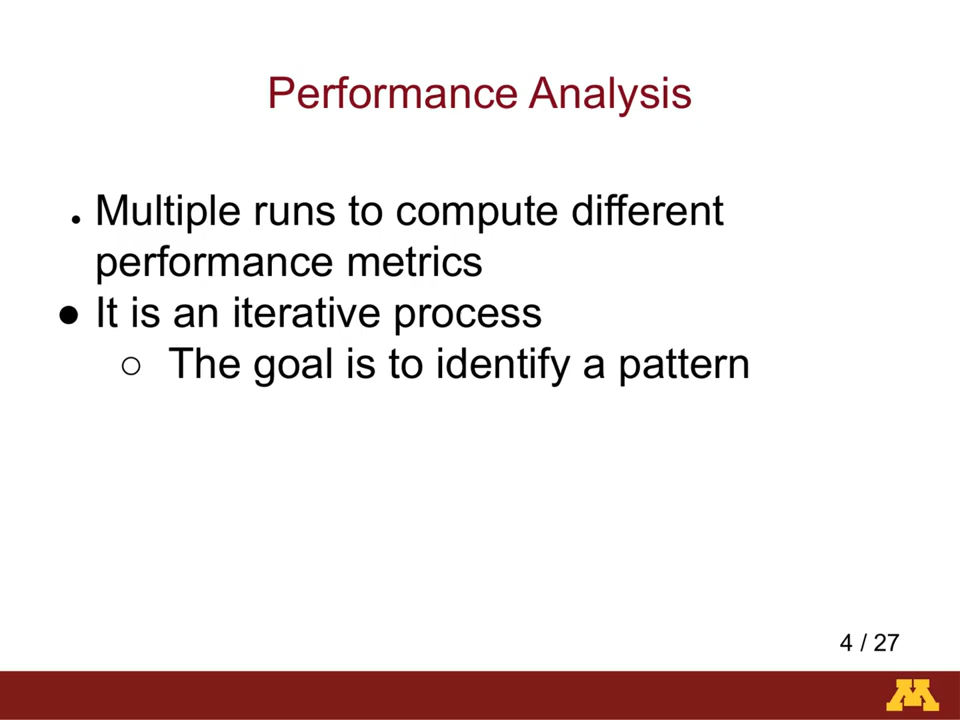 Performance Analysis
• Multiple runs to compute different
performance metrics
● It is an iterative process
○ The goal is to identify a pattern
4 / 27
M